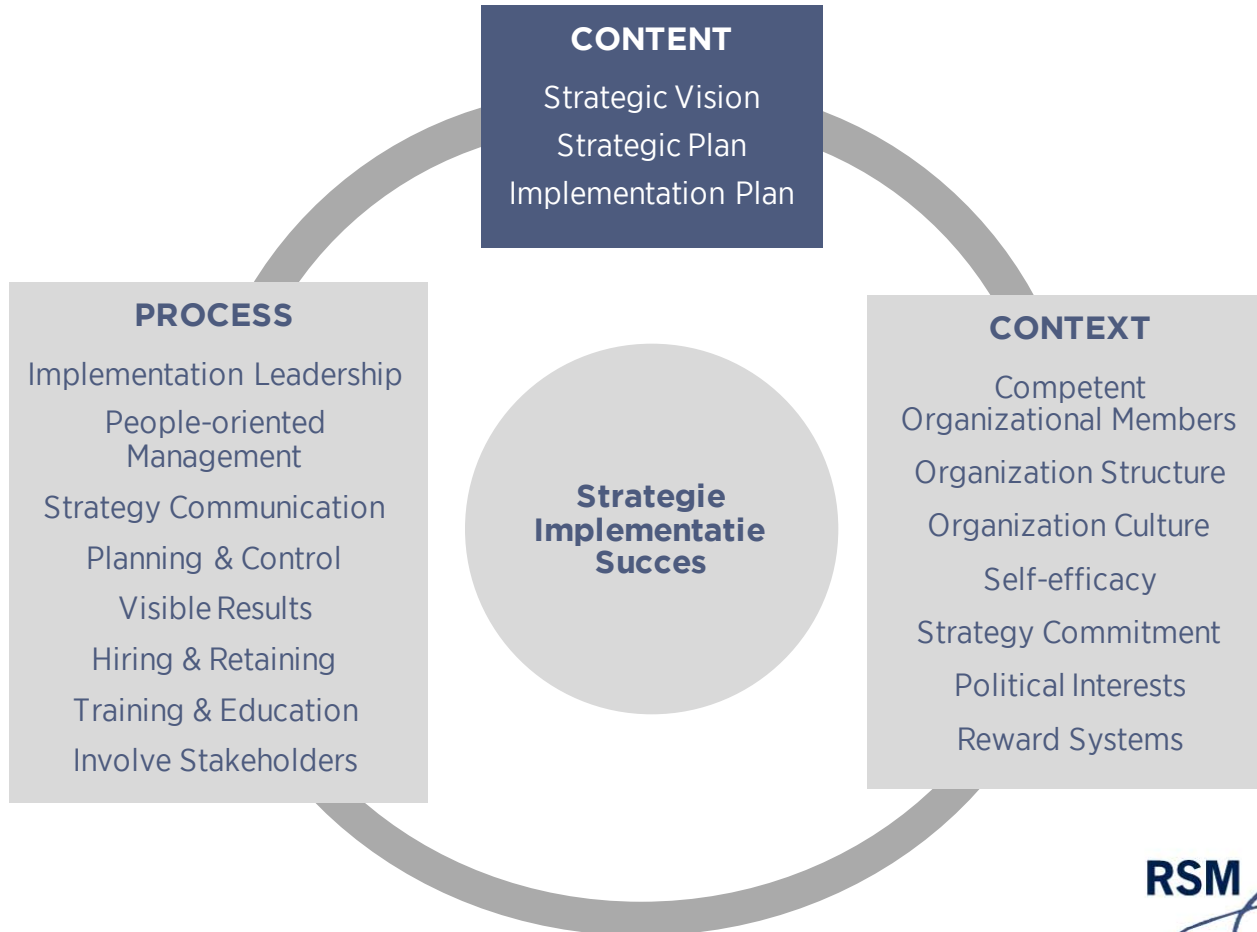 CONTENT
Strategic Vision
Strategic Plan
Implementation Plan
PROCESS
Implementation Leadership
People-oriented
Management
Strategy Communication
Planning & Control
Visible Results
Hiring & Retaining
Training & Education
Involve Stakeholders
Strategie
Implementatie
Succes
CONTEXT
Competent
Organizational Members
Organization Structure
Organization Culture
Self-efficacy
Strategy Commitment
Political Interests
Reward Systems
RSM